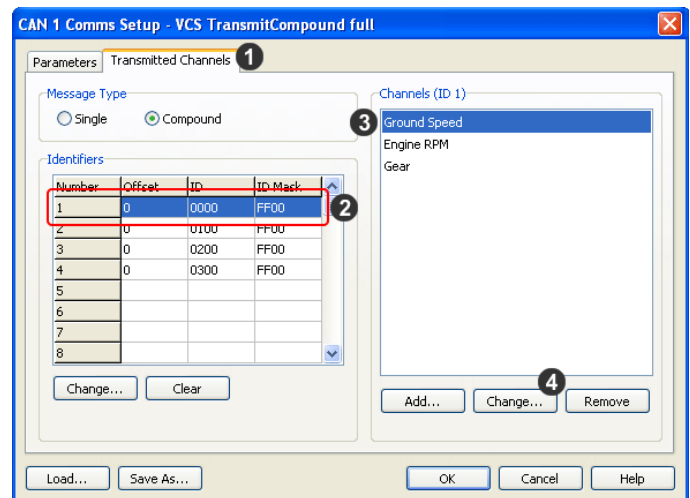 CAN 1 Comms Setup - VCS TransmitCompound full
Parameters Transmitted Channels 1
Message Type
Single Compound
Identifiers
Number Offset ID ID Mask
1 0 0000 FF00 2
2 0 0100 FF00
3 0 0200 FF00
4 0 0300 FF00
5
6
7
8
Change... Clear
Channels (ID 1)
3 Ground Speed
Engine RPM
Gear
4
Add... Change... Remove
Load... Save As... OK Cancel Help